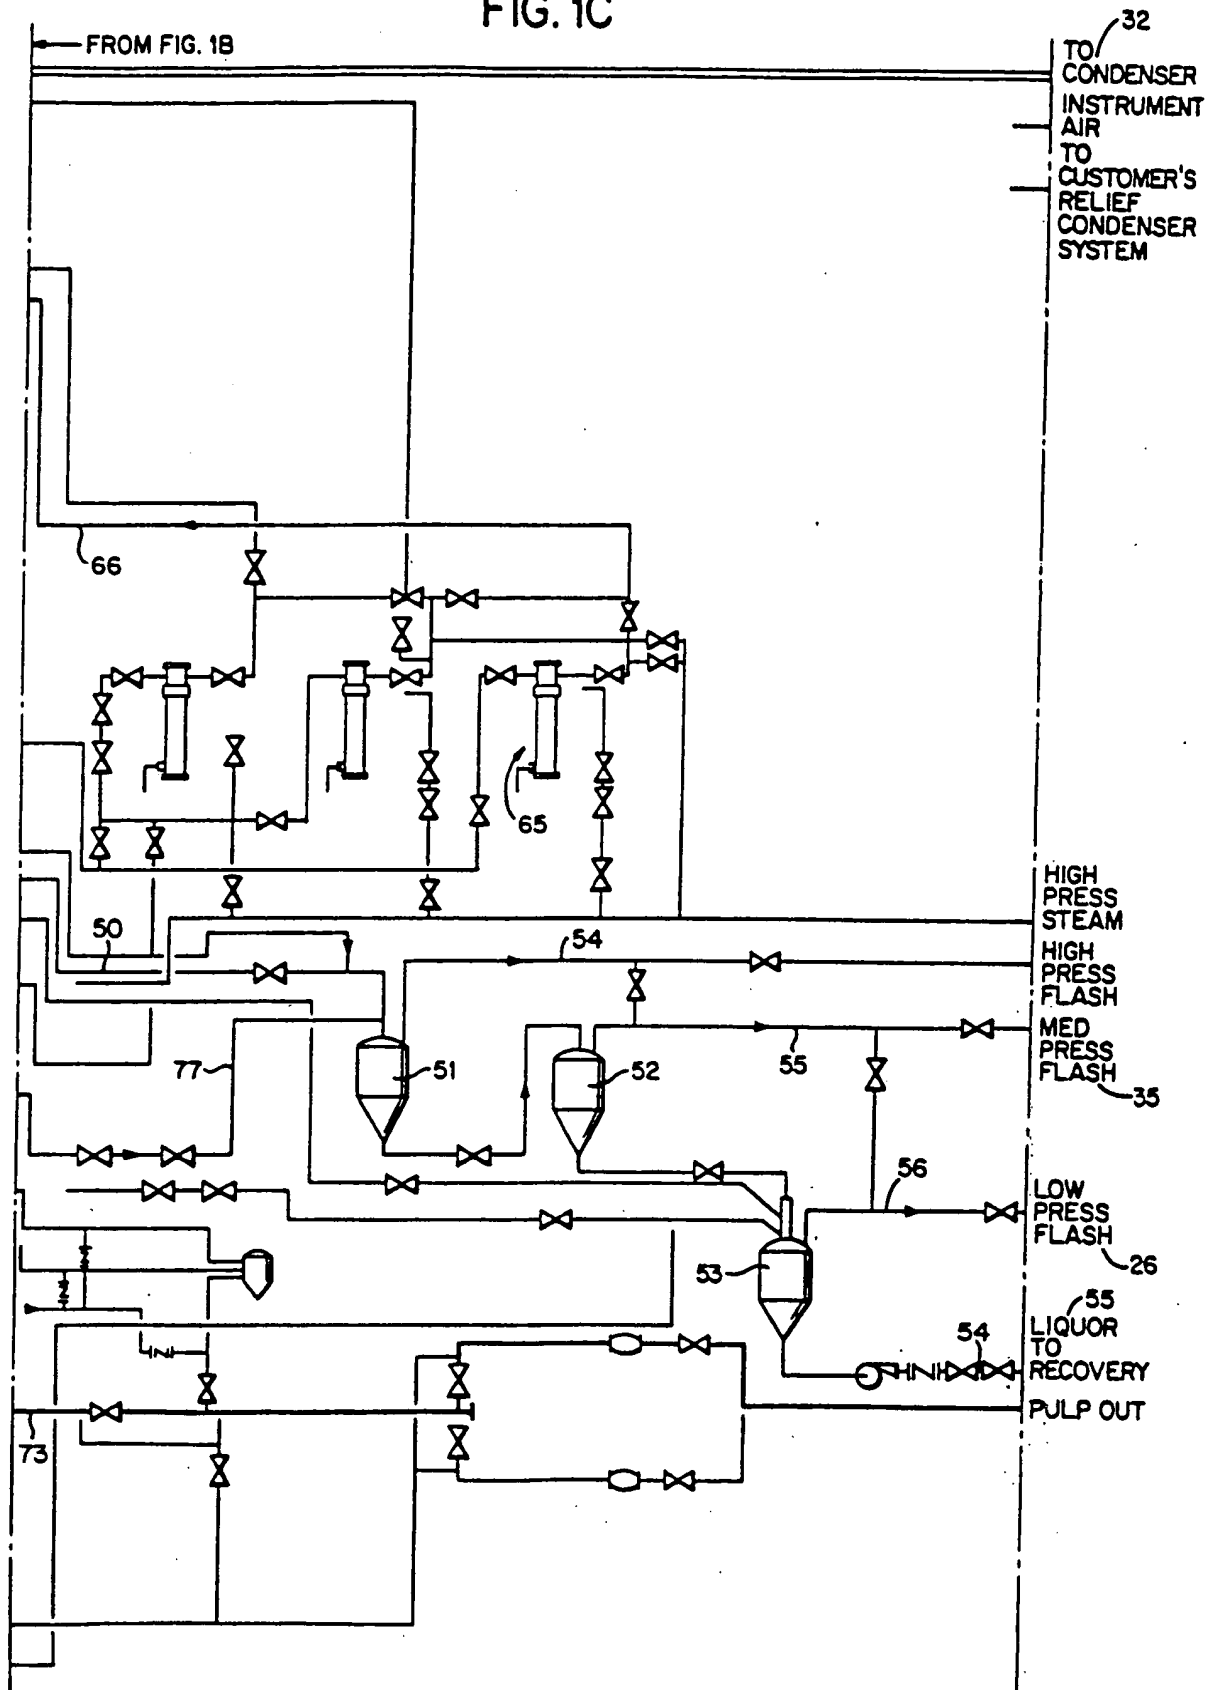 FIG. 1C
FROM FIG. 1B
32
TO
CONDENSER
INSTRUMENT
AIR
TO
CUSTOMER'S
RELIEF
CONDENSER
SYSTEM
66
65
HIGH
PRESS
STEAM
50
54
HIGH
PRESS
FLASH
MED
PRESS
FLASH
35
55
77
51
52
56
LOW
PRESS
FLASH
26
53
55
LIQUOR
TO
RECOVERY
54
PULP OUT
73